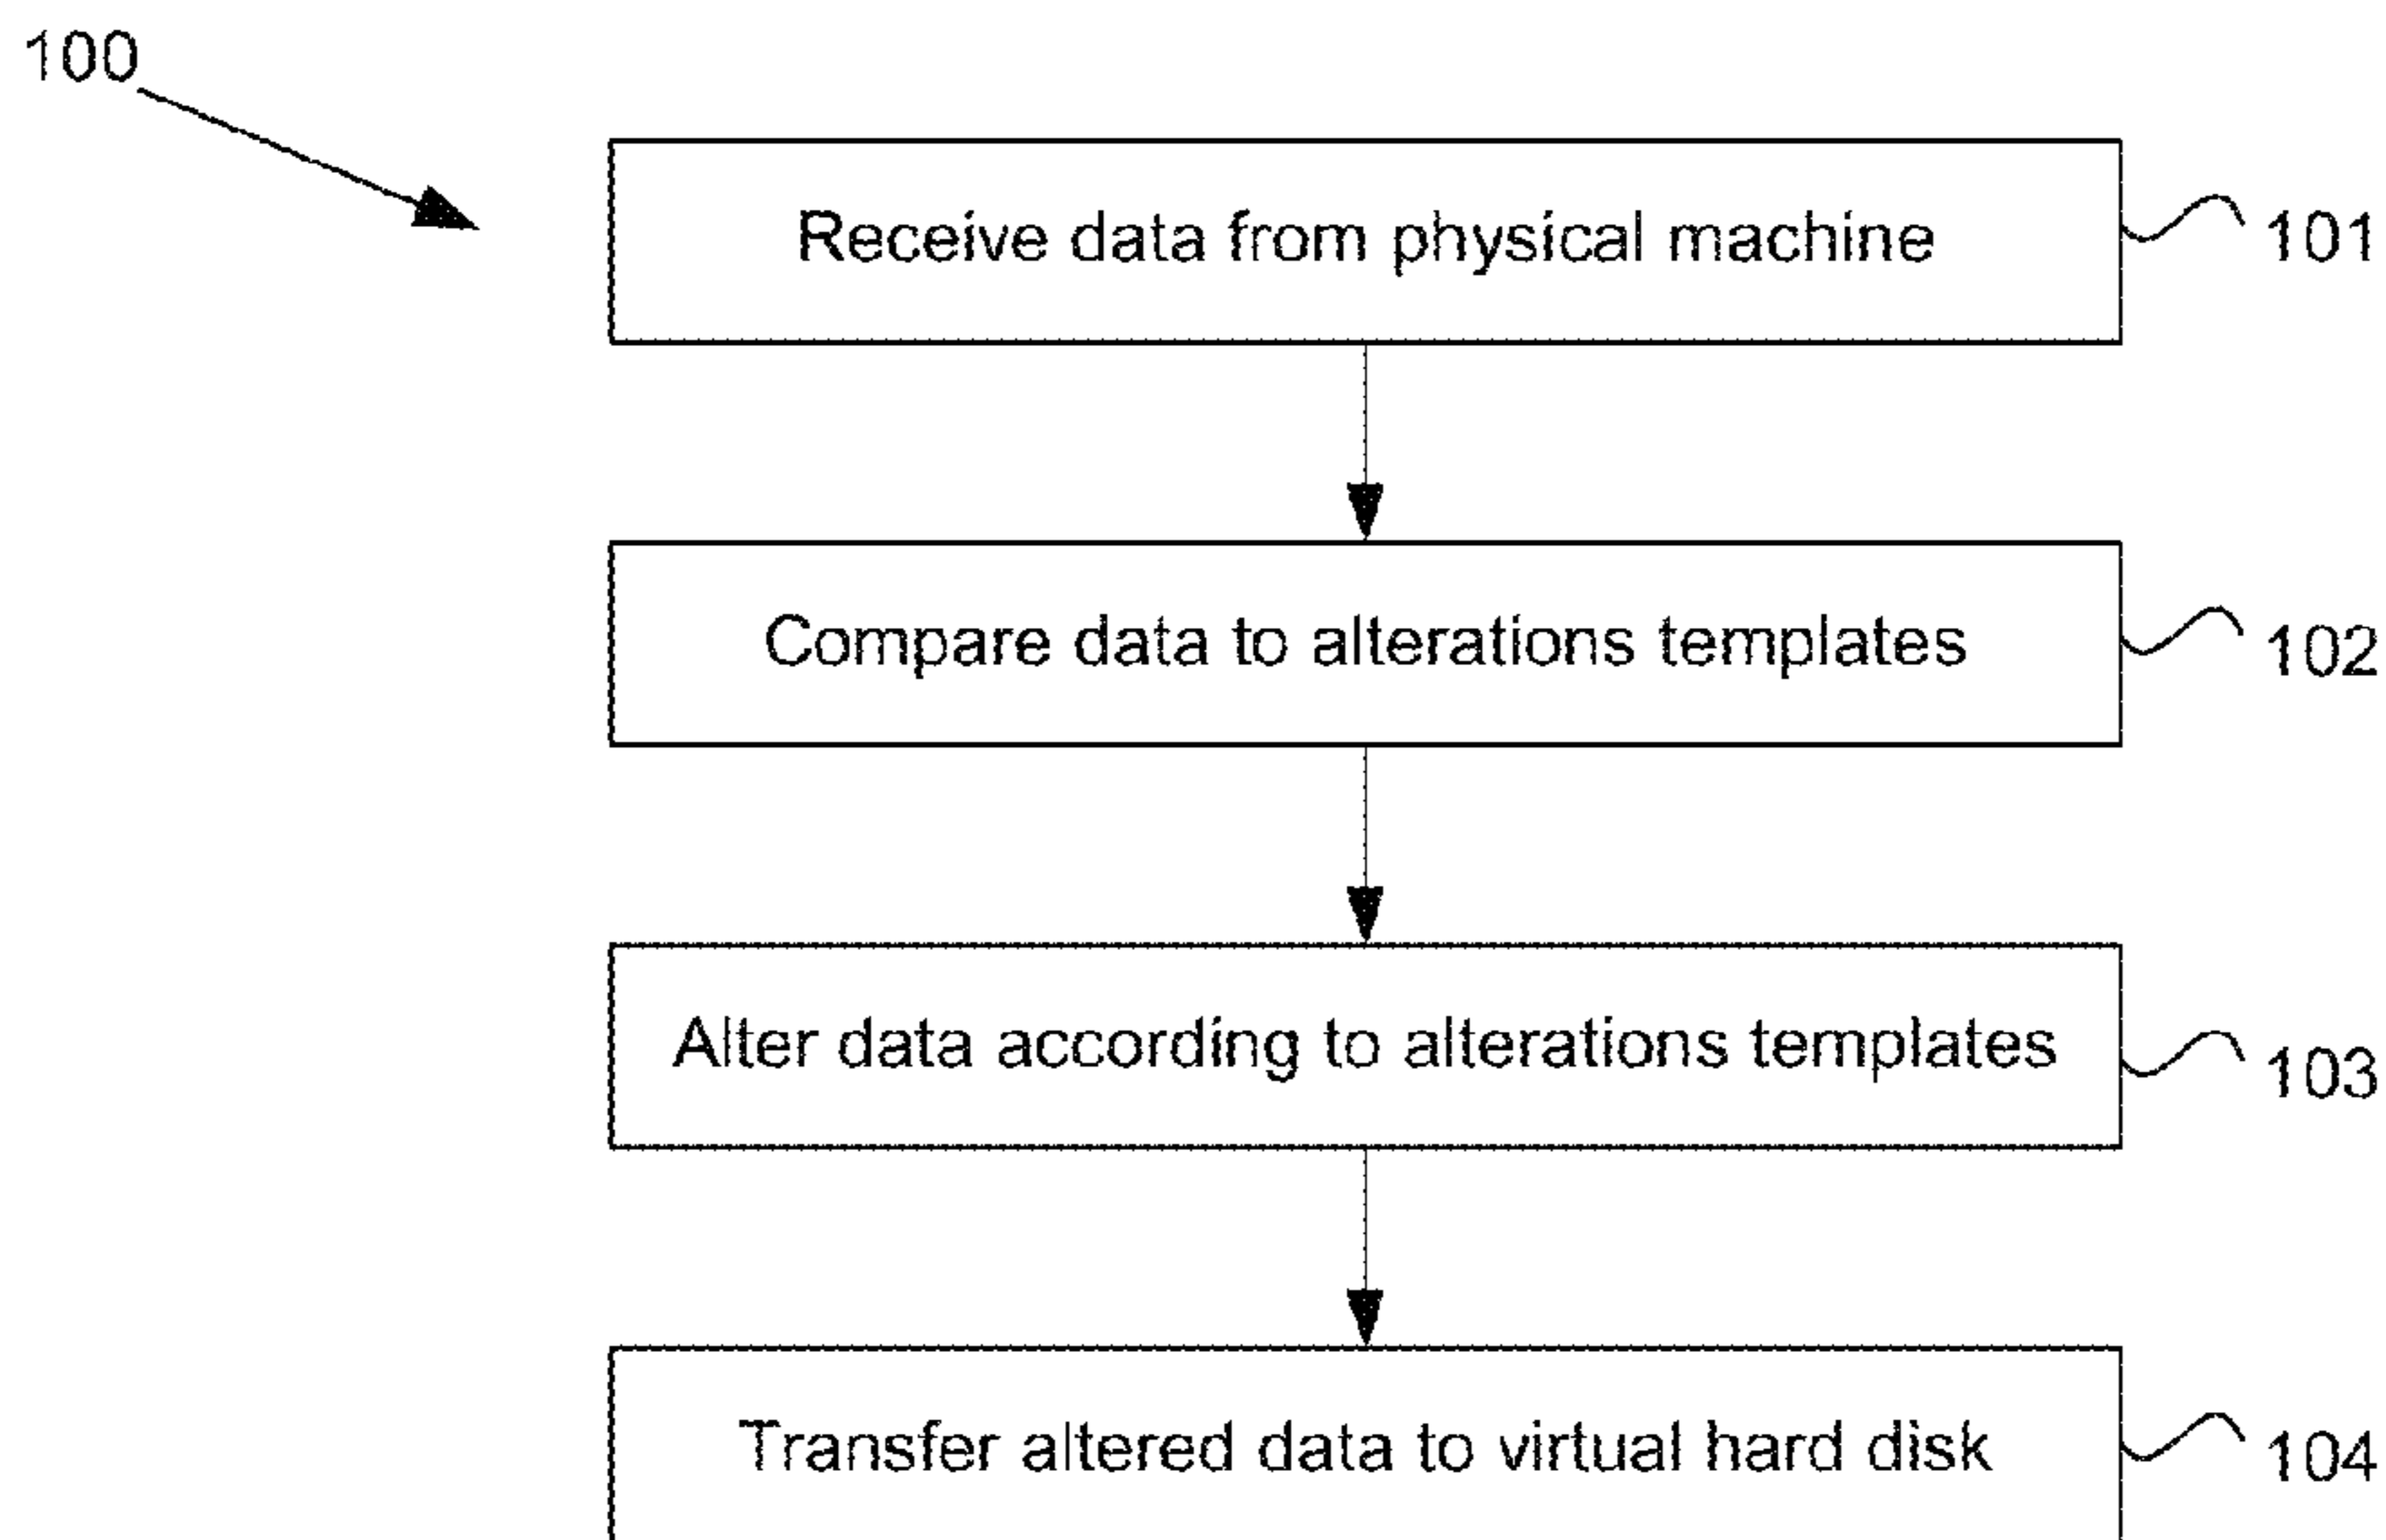 100
Receive data from physical machine
101
Compare data to alterations templates
102
Alter data according to alterations templates
103
Transfer altered data to virtual hard disk
104